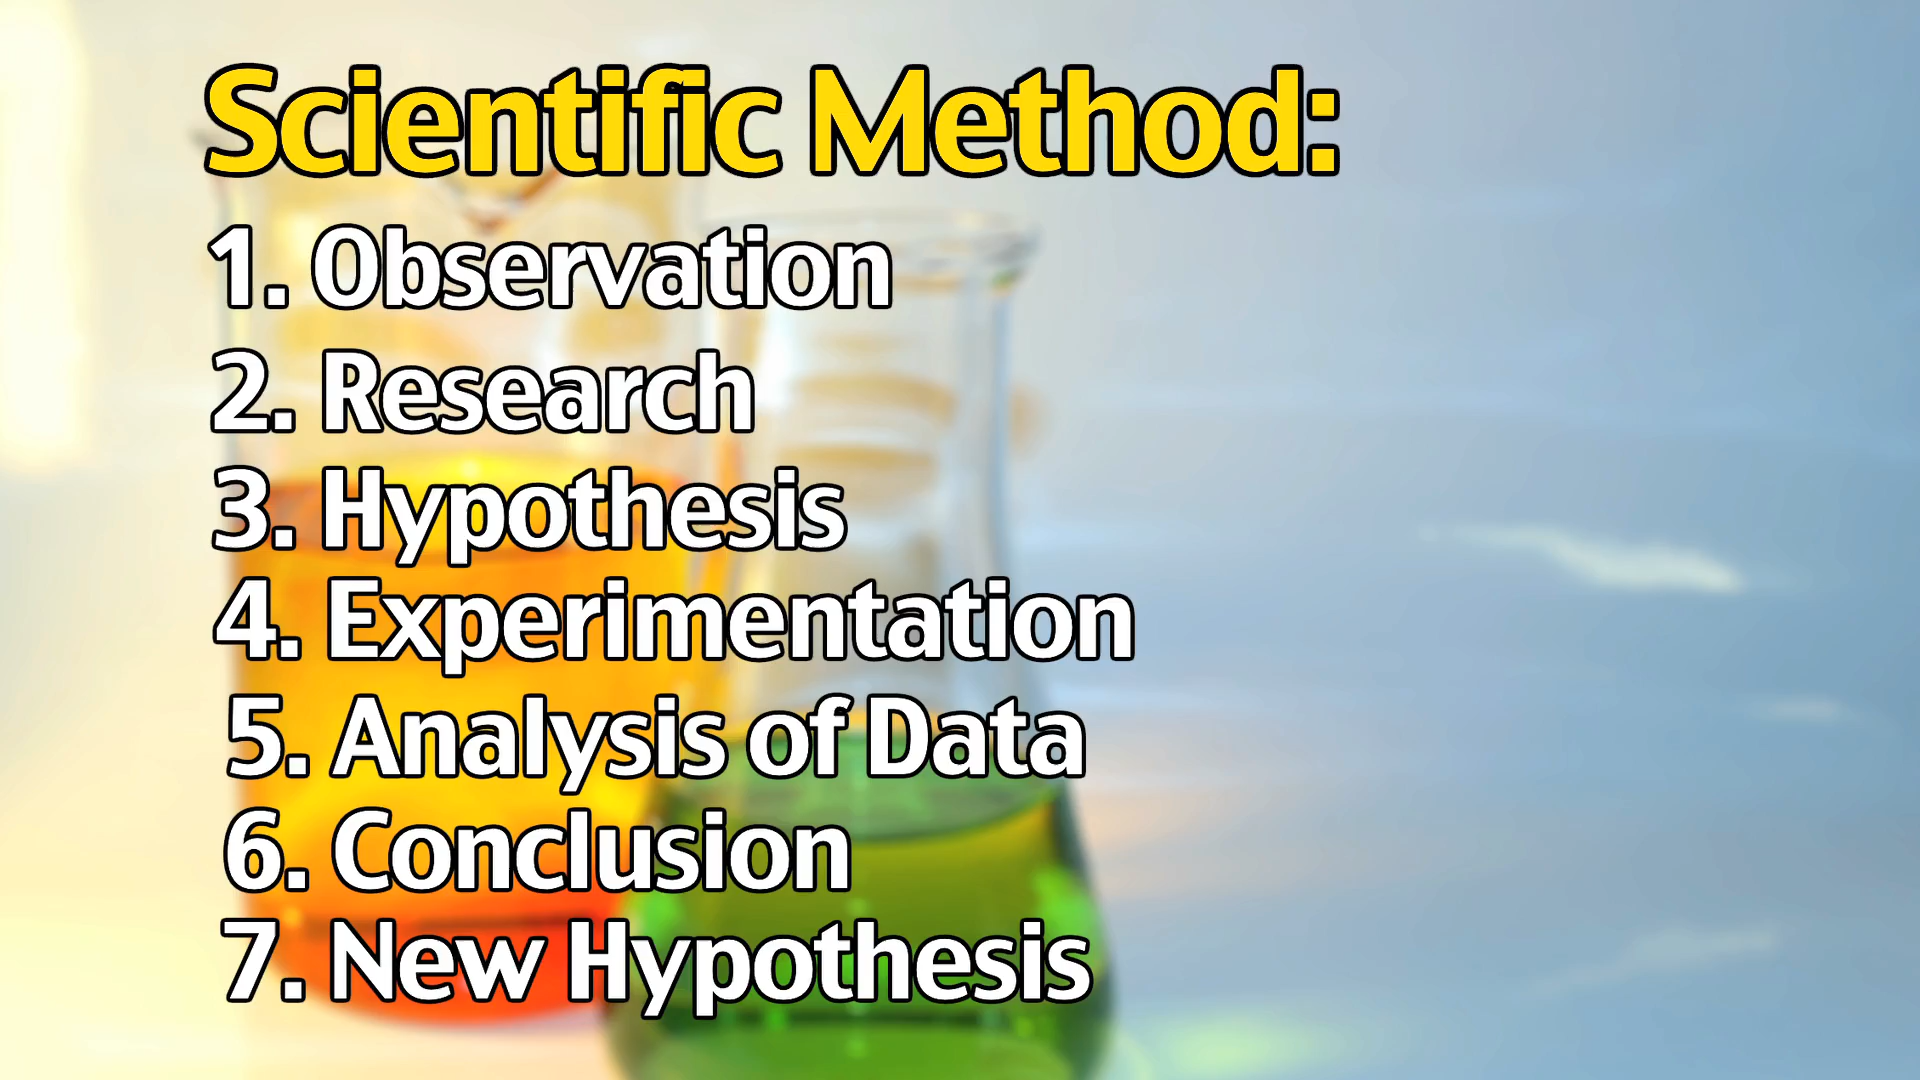 Scientific Method:
1. Observation
2. Research
3. Hypothesis
4. Experimentation
5. Analysis of Data
6. Conclusion
7. New Hypothesis